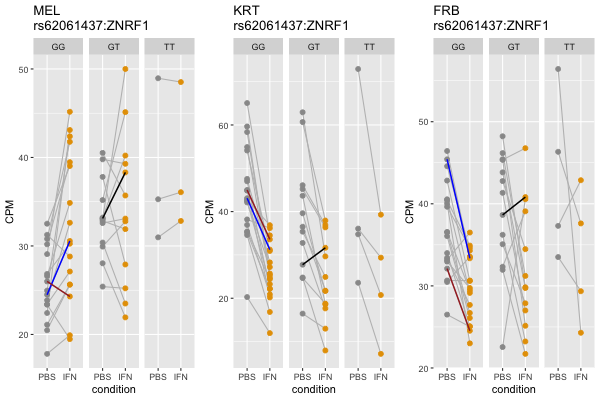 MEL
rs62061437:ZNRF1
GG GT TT
50
40
30
20
CPM
PBS IFN PBS IFN PBS IFN
condition
KRT
rs62061437:ZNRF1
GG GT TT
60
40
20
CPM
PBS IFN PBS IFN PBS IFN
condition
FRB
rs62061437:ZNRF1
GG GT TT
50
40
30
20
CPM
PBS IFN PBS IFN PBS IFN
condition